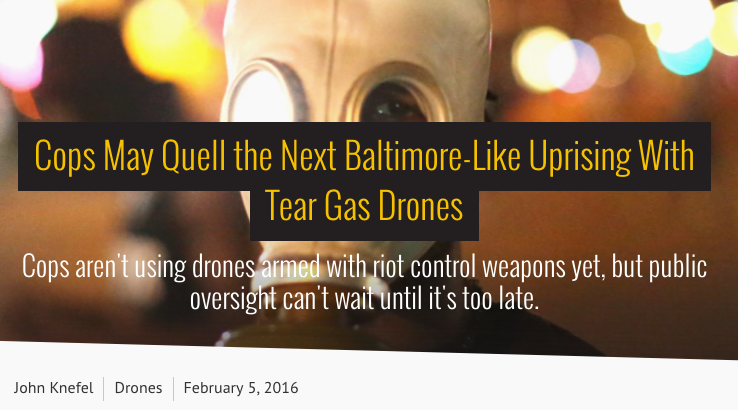 Cops May Quell the Next Baltimore-Like Uprising With
Tear Gas Drones
Cops aren't using drones armed with riot control weapons yet, but public
oversight can't wait until it's too late.
John Knefel | Drones | February 5, 2016